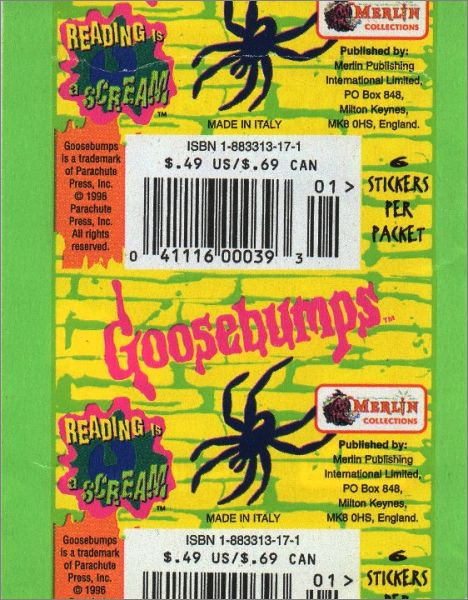 READING IS
a SCREAM
™
MERLIN
COLLECTIONS
Published by:
Merlin Publishing
International Limited,
PO Box 848,
Milton Keynes,
MK8 0HS, England.
MADE IN ITALY
Goosebumps
is a trademark
of Parachute
Press, Inc.
© 1996
Parachute
Press, Inc.
All rights
reserved.
ISBN 1-883313-17-1
$.49 US/$.69 CAN
01>
0 41116 00039 3
6
STICKERS
PER
PACKET
Goosebumps™
READING IS
a SCREAM
™
MERLIN
COLLECTIONS
Published by:
Merlin Publishing
International Limited,
PO Box 848,
Milton Keynes,
MK8 0HS, England.
MADE IN ITALY
Goosebumps
is a trademark
of Parachute
Press, Inc.
© 1996
ISBN 1-883313-17-1
$.49 US/$.69 CAN
01>
6
STICKERS
PER